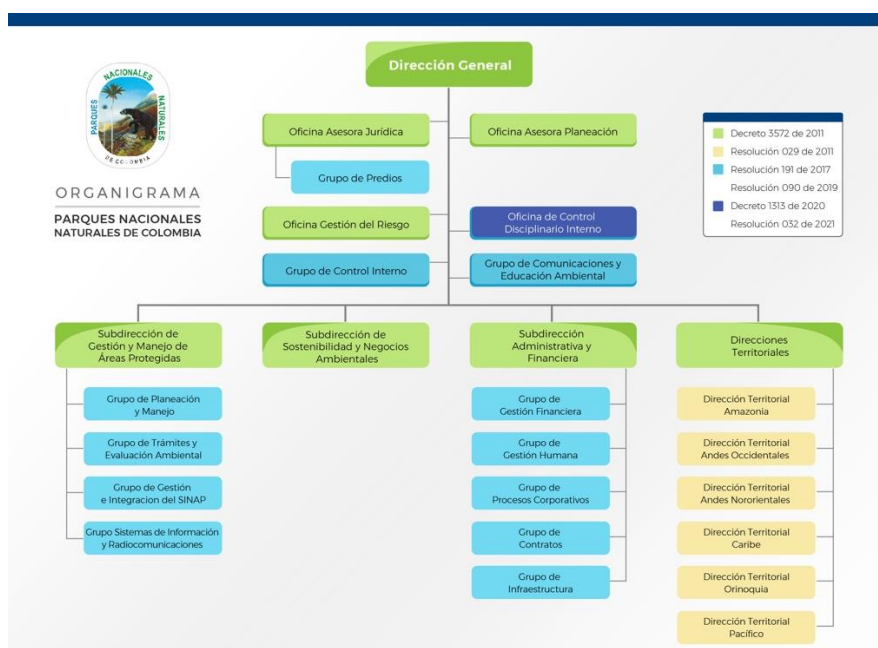 Dirección General
PARQUES
NACIONALES
NATURALES
DE COLOMBIA
ORGANIGRAMA
PARQUES NACIONALES
NATURALES DE COLOMBIA
Oficina Asesora Jurídica
Oficina Asesora Planeación
Grupo de Predios
Oficina Gestión del Riesgo
Oficina de Control
Disciplinario Interno
Grupo de Control Interno
Grupo de Comunicaciones y
Educación Ambiental
Decreto 3572 de 2011
Resolución 029 de 2011
Resolución 191 de 2017
Resolución 090 de 2019
Decreto 1313 de 2020
Resolución 032 de 2021
Subdirección de
Gestión y Manejo de
Áreas Protegidas
Grupo de Planeación
y Manejo
Grupo de Trámites y
Evaluación Ambiental
Grupo de Gestión
e Integracion del SINAP
Grupo Sistemas de Información
y Radiocomunicaciones
Subdirección de
Sostenibilidad y Negocios
Ambientales
Subdirección
Administrativa y
Financiera
Grupo de
Gestión Financiera
Grupo de
Gestión Humana
Grupo de
Procesos Corporativos
Grupo de
Contratos
Grupo de
Infraestructura
Direcciones
Territoriales
Dirección Territorial
Amazonia
Dirección Territorial
Andes Occidentales
Dirección Territorial
Andes Nororientales
Dirección Territorial
Caribe
Dirección Territorial
Orinoquia
Dirección Territorial
Pacífico